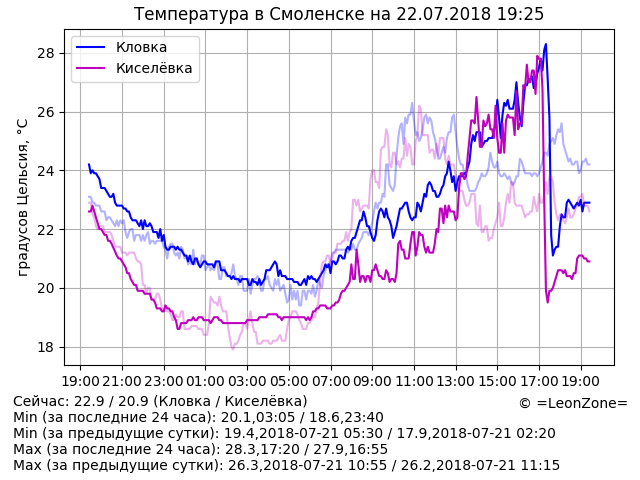 Температура в Смоленске на 22.07.2018 19:25
Кловка
Киселёвка
градусов Цельсия, °C
28
26
24
22
20
18
19:00 21:00 23:00 01:00 03:00 05:00 07:00 09:00 11:00 13:00 15:00 17:00 19:00
Сейчас: 22.9 / 20.9 (Кловка / Киселёвка)
© =LeonZone=
Min (за последние 24 часа): 20.1,03:05 / 18.6,23:40
Min (за предыдущие сутки): 19.4,2018-07-21 05:30 / 17.9,2018-07-21 02:20
Max (за последние 24 часа): 28.3,17:20 / 27.9,16:55
Max (за предыдущие сутки): 26.3,2018-07-21 10:55 / 26.2,2018-07-21 11:15